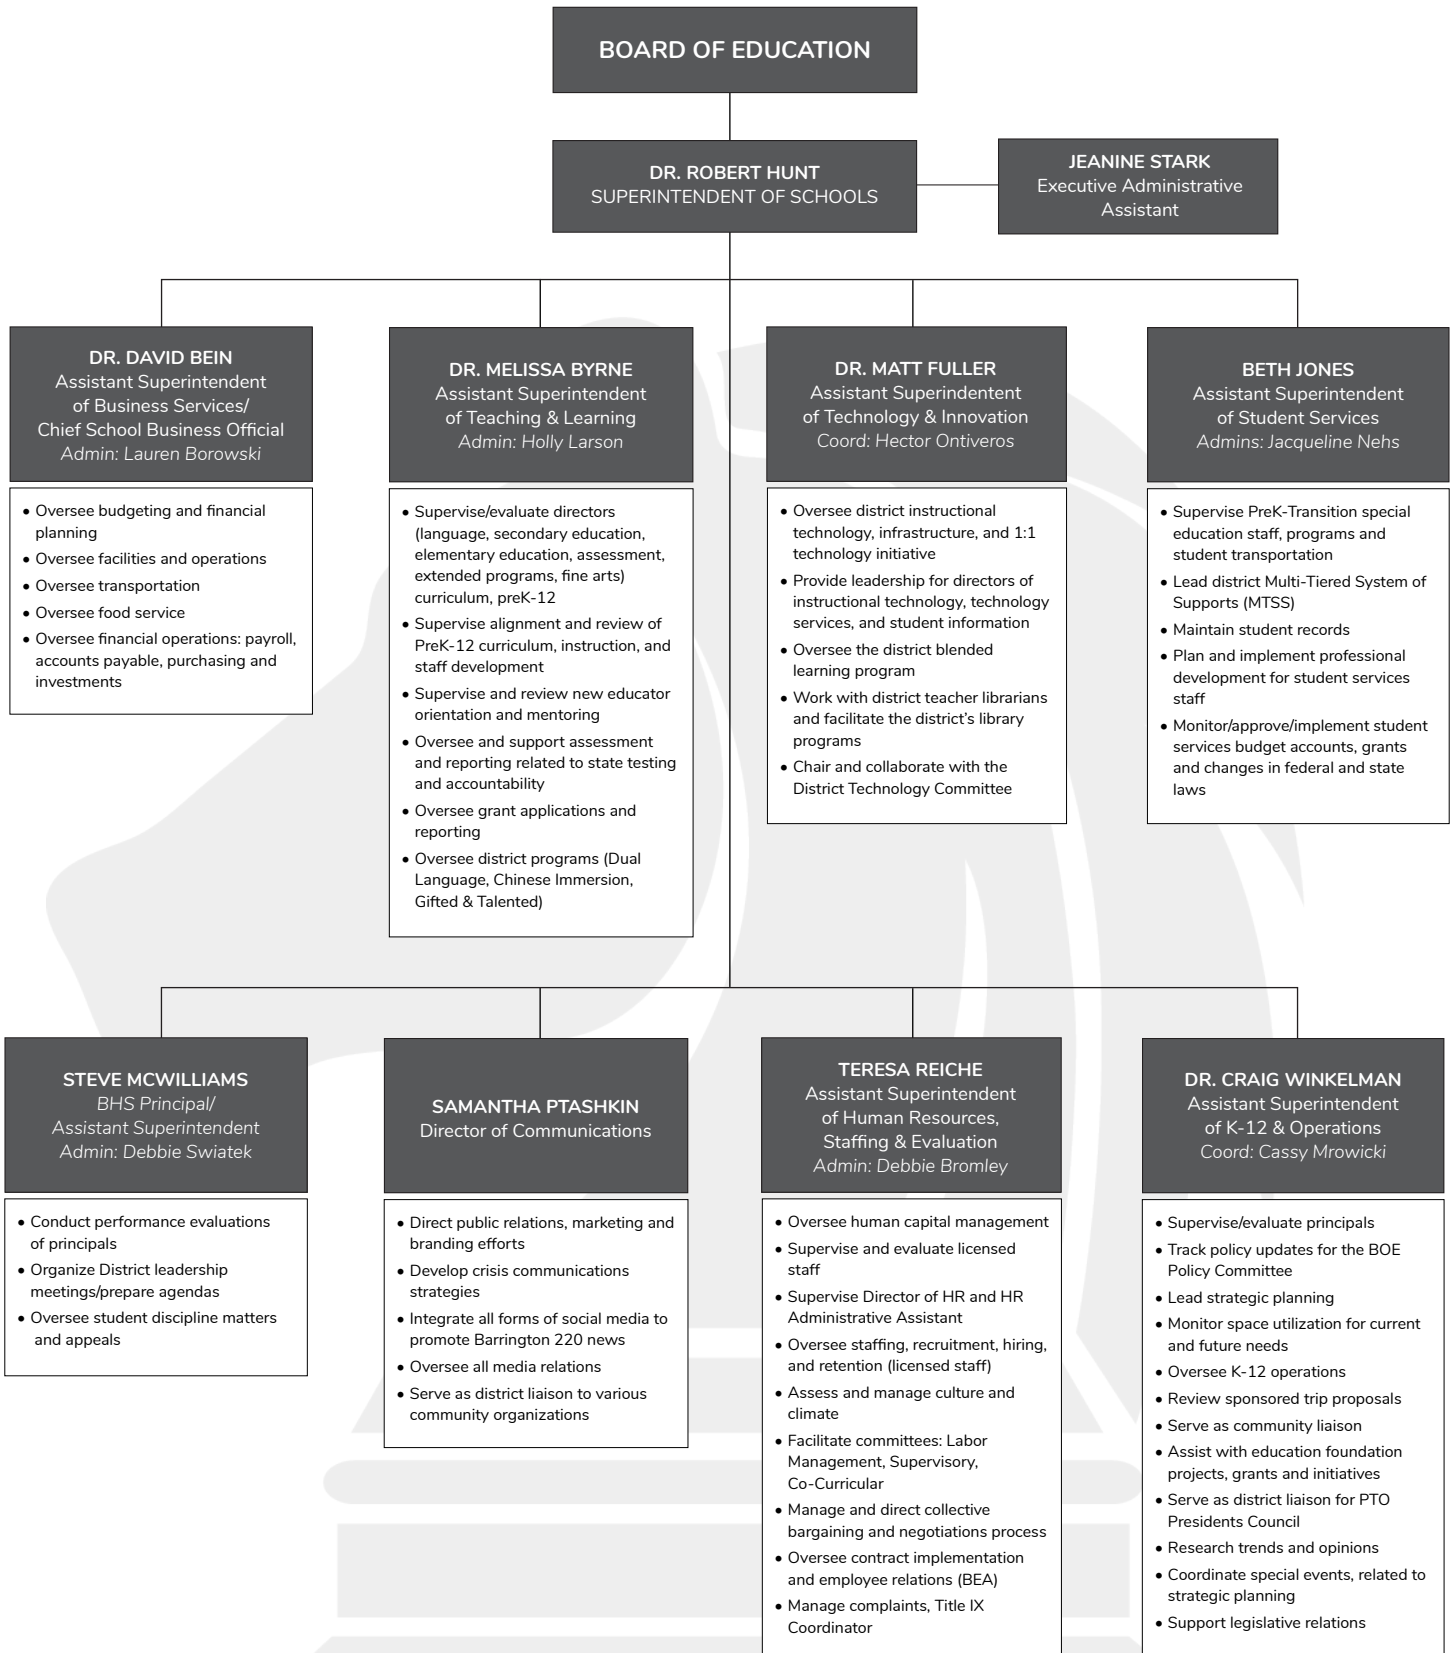 BOARD OF EDUCATION
DR. ROBERT HUNT
SUPERINTENDENT OF SCHOOLS
JEANINE STARK
Executive Administrative
Assistant
DR. DAVID BEIN
Assistant Superintendent
of Business Services/
Chief School Business Official
Admin: Lauren Borowski
• Oversee budgeting and financial
planning
• Oversee facilities and operations
• Oversee transportation
• Oversee food service
• Oversee financial operations: payroll,
accounts payable, purchasing and
investments
DR. MELISSA BYRNE
Assistant Superintendent
of Teaching & Learning
Admin: Holly Larson
• Supervise/evaluate directors
(language, secondary education,
elementary education, assessment,
extended programs, fine arts)
curriculum, preK-12
• Supervise alignment and review of
PreK-12 curriculum, instruction, and
staff development
• Supervise and review new educator
orientation and mentoring
• Oversee and support assessment
and reporting related to state testing
and accountability
• Oversee grant applications and
reporting
• Oversee district programs (Dual
Language, Chinese Immersion,
Gifted & Talented)
DR. MATT FULLER
Assistant Superindentent
of Technology & Innovation
Coord: Hector Ontiveros
• Oversee district instructional
technology, infrastructure, and 1:1
technology initiative
• Provide leadership for directors of
instructional technology, technology
services, and student information
• Oversee the district blended
learning program
• Work with district teacher librarians
and facilitate the district's library
programs
• Chair and collaborate with the
District Technology Committee
BETH JONES
Assistant Superintendent
of Student Services
Admins: Jacqueline Nehs
• Supervise PreK-Transition special
education staff, programs and
student transportation
• Lead district Multi-Tiered System of
Supports (MTSS)
• Maintain student records
• Plan and implement professional
development for student services
staff
• Monitor/approve/implement student
services budget accounts, grants
and changes in federal and state
laws
STEVE MCWILLIAMS
BHS Principal/
Assistant Superintendent
Admin: Debbie Swiatek
• Conduct performance evaluations
of principals
• Organize District leadership
meetings/prepare agendas
• Oversee student discipline matters
and appeals
SAMANTHA PTASHKIN
Director of Communications
• Direct public relations, marketing and
branding efforts
• Develop crisis communications
strategies
• Integrate all forms of social media to
promote Barrington 220 news
• Oversee all media relations
• Serve as district liaison to various
community organizations
TERESA REICHE
Assistant Superintendent
of Human Resources,
Staffing & Evaluation
Admin: Debbie Bromley
• Oversee human capital management
• Supervise and evaluate licensed
staff
• Supervise Director of HR and HR
Administrative Assistant
• Oversee staffing, recruitment, hiring,
and retention (licensed staff)
• Assess and manage culture and
climate
• Facilitate committees: Labor
Management, Supervisory,
Co-Curricular
• Manage and direct collective
bargaining and negotiations process
• Oversee contract implementation
and employee relations (BEA)
• Manage complaints, Title IX
Coordinator
DR. CRAIG WINKELMAN
Assistant Superintendent
of K-12 & Operations
Coord: Cassy Mrowicki
• Supervise/evaluate principals
• Track policy updates for the BOE
Policy Committee
• Lead strategic planning
• Monitor space utilization for current
and future needs
• Oversee K-12 operations
• Review sponsored trip proposals
• Serve as community liaison
• Assist with education foundation
projects, grants and initiatives
• Serve as district liaison for PTO
Presidents Council
• Research trends and opinions
• Coordinate special events, related to
strategic planning
• Support legislative relations